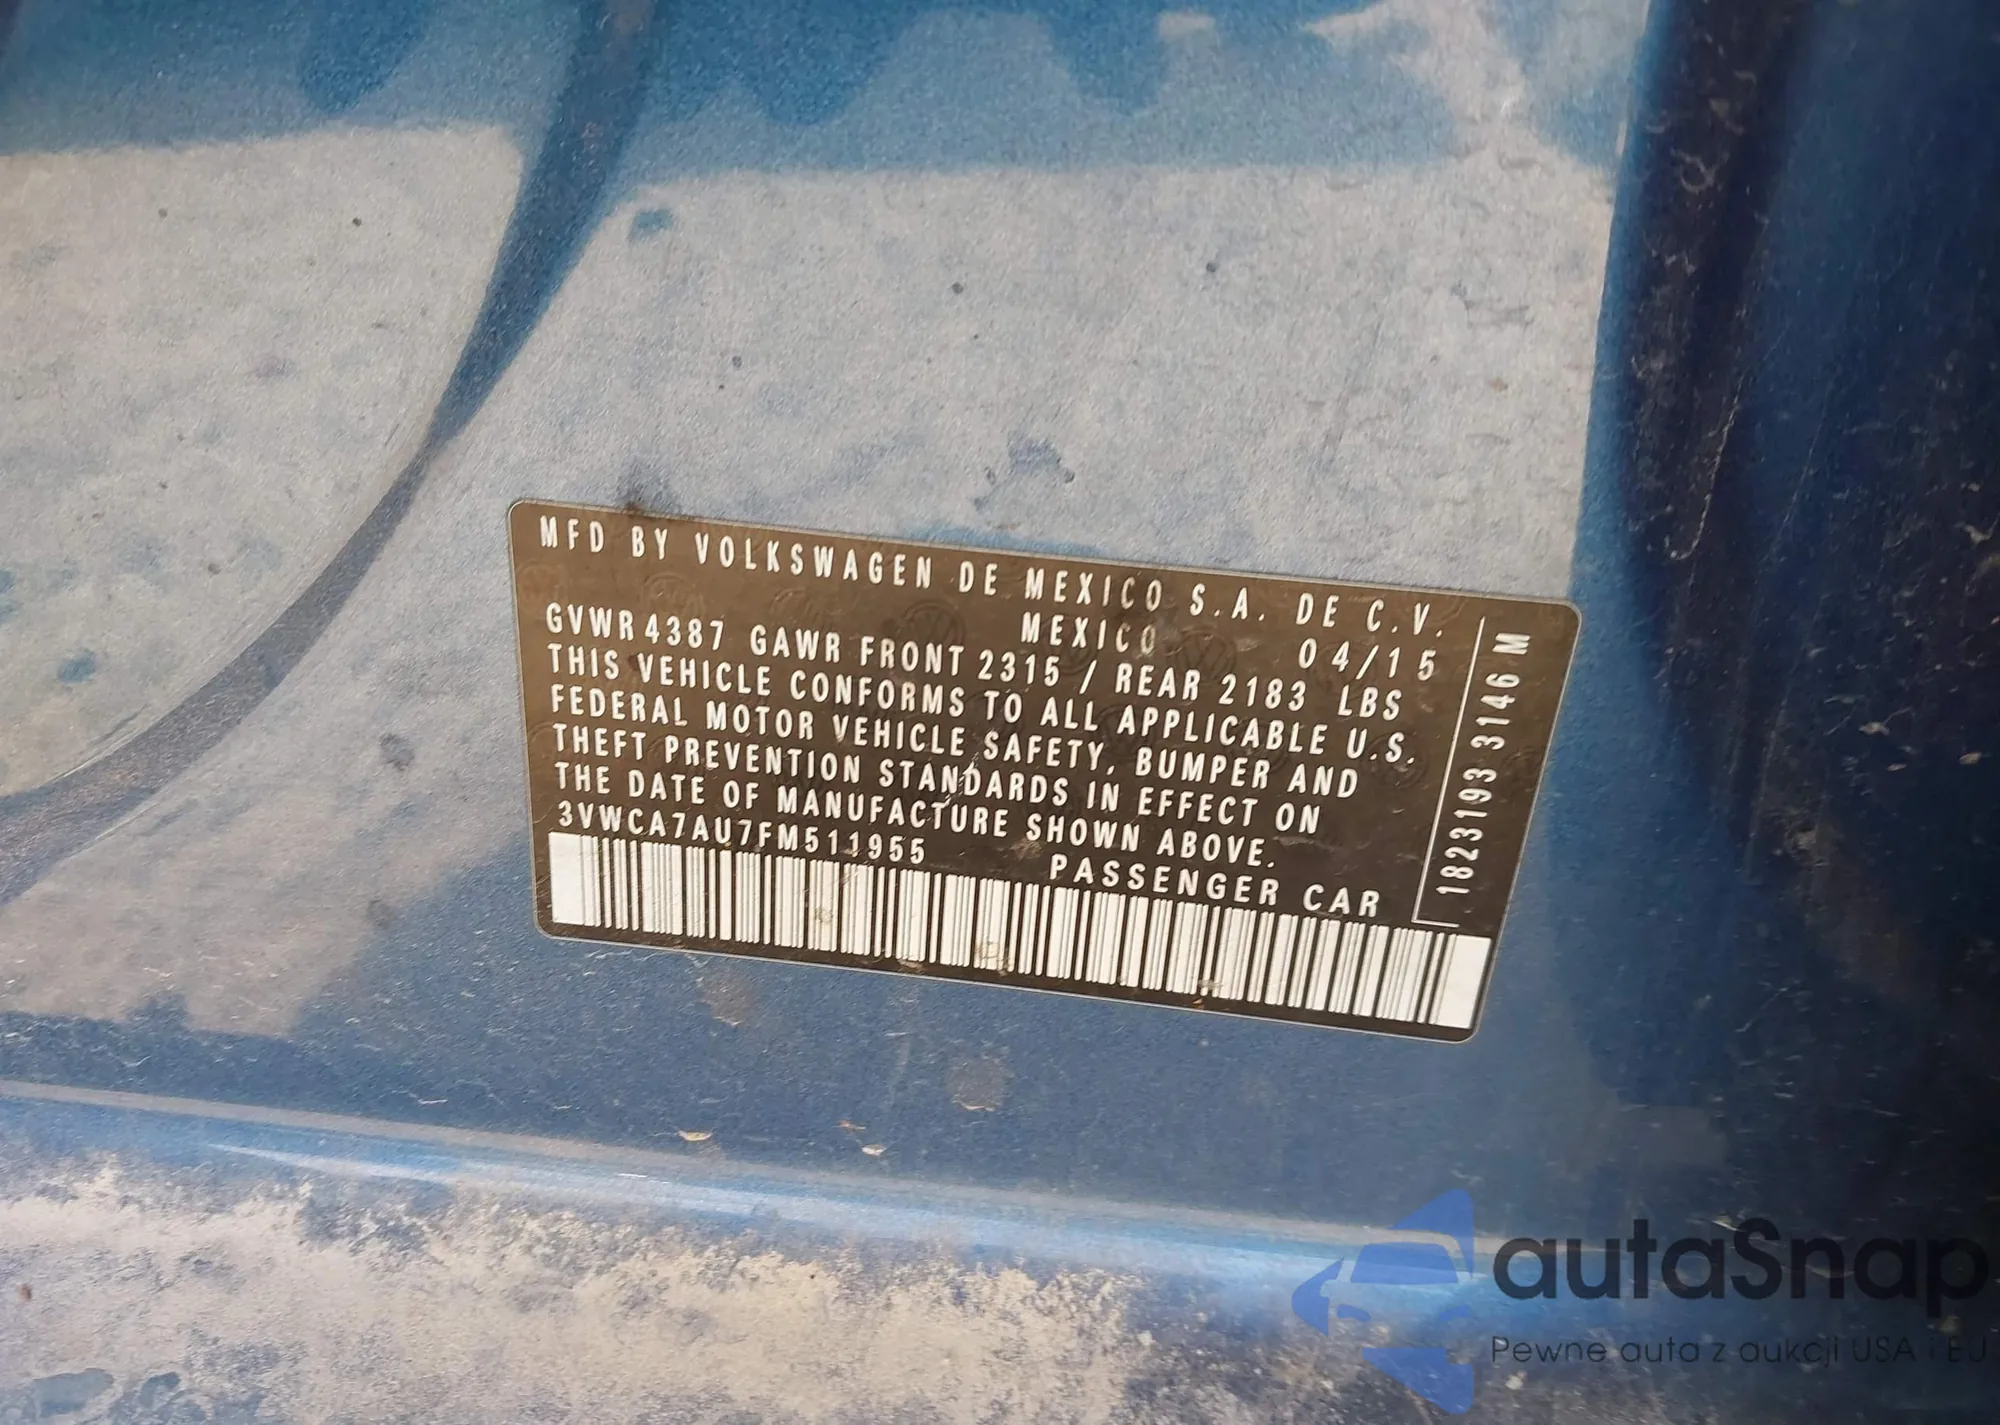 MFD BY VOLKSWAGEN DE MEXICO S.A. DE C.V.
MEXICO 04/15
GVWR 4387 GAWR FRONT 2315 / REAR 2183 LBS
THIS VEHICLE CONFORMS TO ALL APPLICABLE U.S.
FEDERAL MOTOR VEHICLE SAFETY, BUMPER AND
THEFT PREVENTION STANDARDS IN EFFECT ON
THE DATE OF MANUFACTURE SHOWN ABOVE.
3VWCA7AU7FM511955 PASSENGER CAR
1823193 3146 M
autaSnap
Pewne auta z aukcji USA i EU